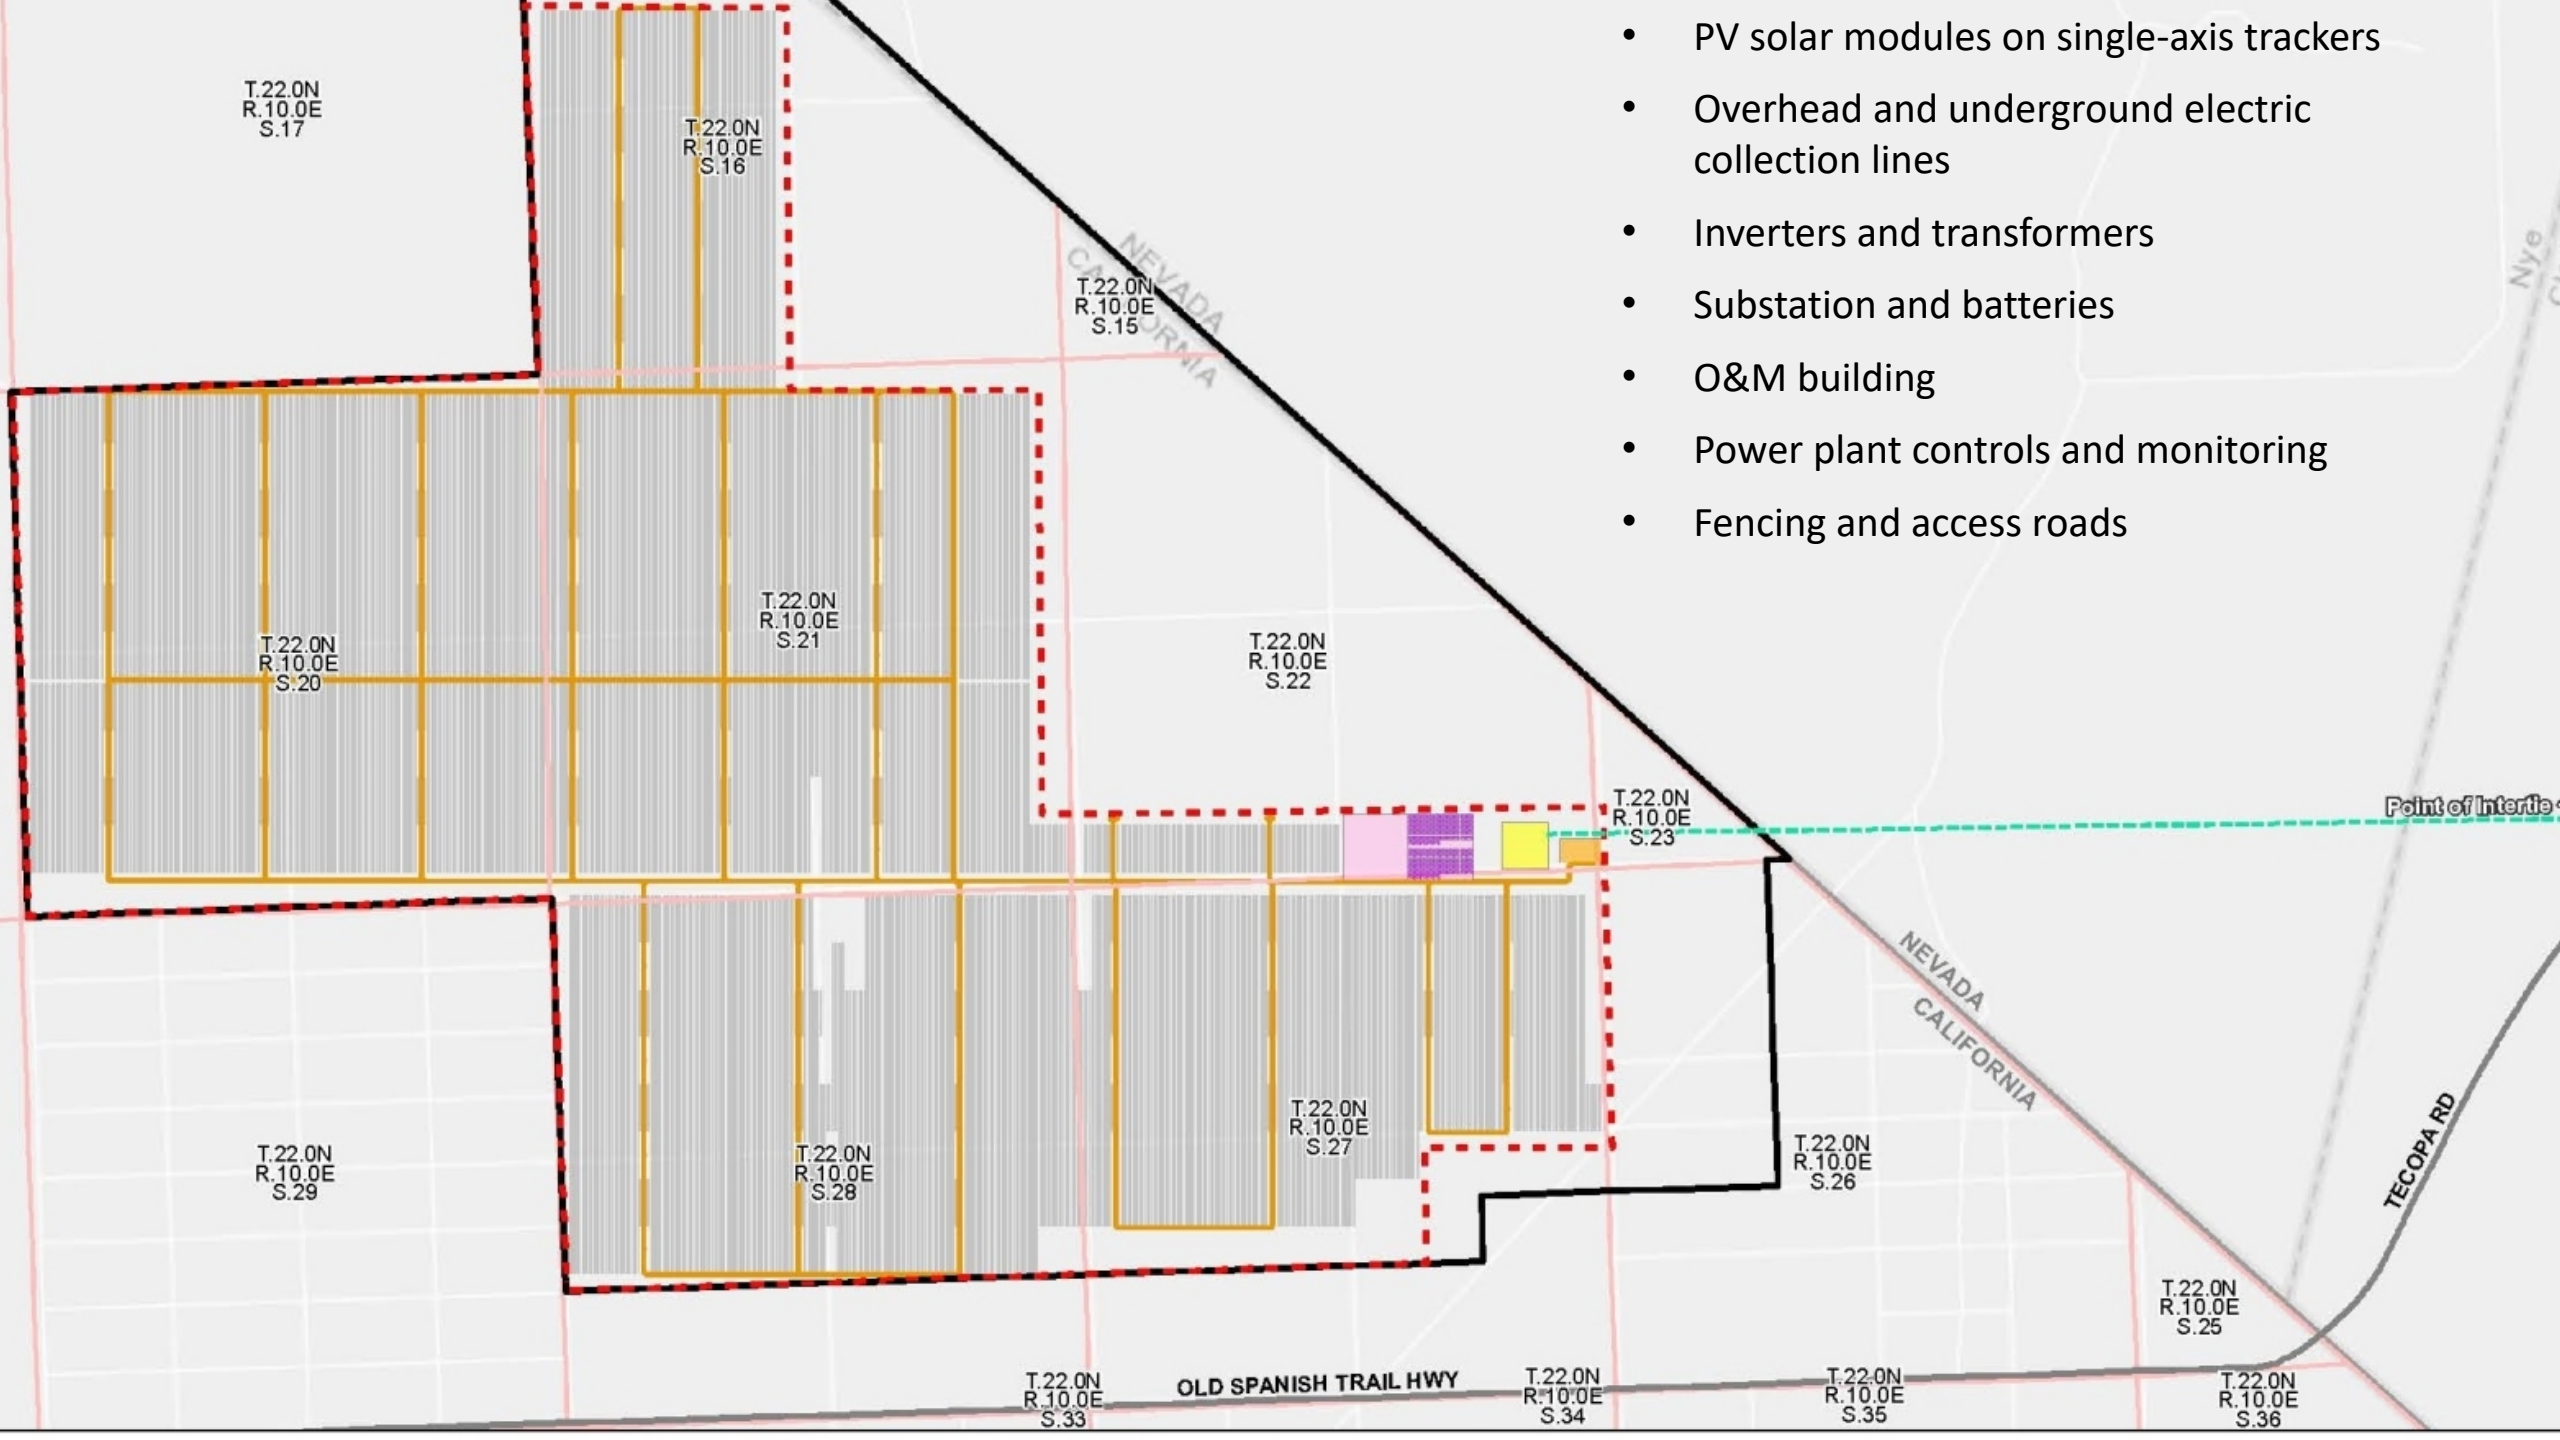 • PV solar modules on single-axis trackers
• Overhead and underground electric
collection lines
• Inverters and transformers
• Substation and batteries
• O&M building
• Power plant controls and monitoring
• Fencing and access roads
T.22.0N
R.10.0E
S.17
T.22.0N
R.10.0E
S.16
NEVADA
CALIFORNIA
T.22.0N
R.10.0E
S.15
Nye
T.22.0N
R.10.0E
S.21
T.22.0N
R.10.0E
S.20
T.22.0N
R.10.0E
S.22
T.22.0N
R.10.0E
S.23
Point of Intertie
NEVADA
CALIFORNIA
T.22.0N
R.10.0E
S.29
T.22.0N
R.10.0E
S.28
T.22.0N
R.10.0E
S.27
T.22.0N
R.10.0E
S.26
TECOPA RD
T.22.0N
R.10.0E
S.25
OLD SPANISH TRAIL HWY
T.22.0N
R.10.0E
S.33
T.22.0N
R.10.0E
S.34
T.22.0N
R.10.0E
S.35
T.22.0N
R.10.0E
S.36